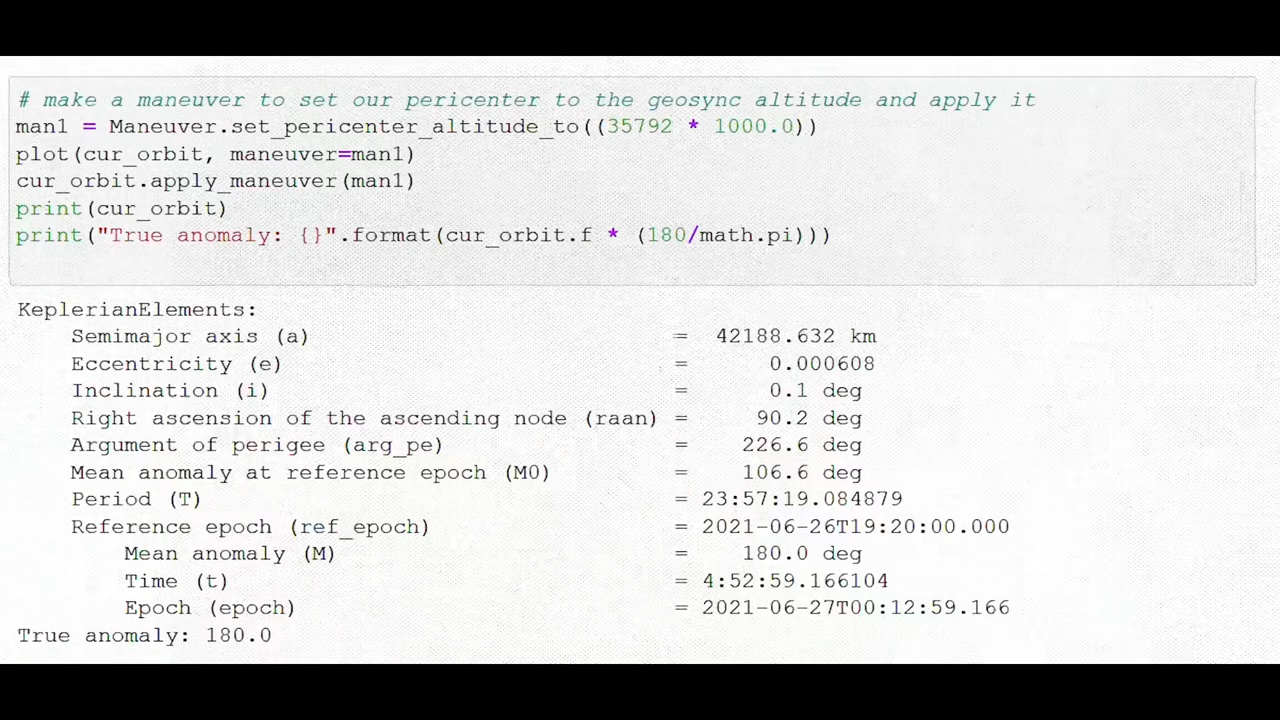 # make a maneuver to set our pericenter to the geosync altitude and apply it
man1 = Maneuver.set_pericenter_altitude_to((35792 * 1000.0))
plot(cur_orbit, maneuver=man1)
cur_orbit.apply_maneuver(man1)
print(cur_orbit)
print("True anomaly: {}".format(cur_orbit.f * (180/math.pi)))
KeplerianElements:
Semimajor axis (a) = 42188.632 km
Eccentricity (e) = 0.000608
Inclination (i) = 0.1 deg
Right ascension of the ascending node (raan) = 90.2 deg
Argument of perigee (arg_pe) = 226.6 deg
Mean anomaly at reference epoch (M0) = 106.6 deg
Period (T) = 23:57:19.084879
Reference epoch (ref_epoch) = 2021-06-26T19:20:00.000
Mean anomaly (M) = 180.0 deg
Time (t) = 4:52:59.166104
Epoch (epoch) = 2021-06-27T00:12:59.166
True anomaly: 180.0